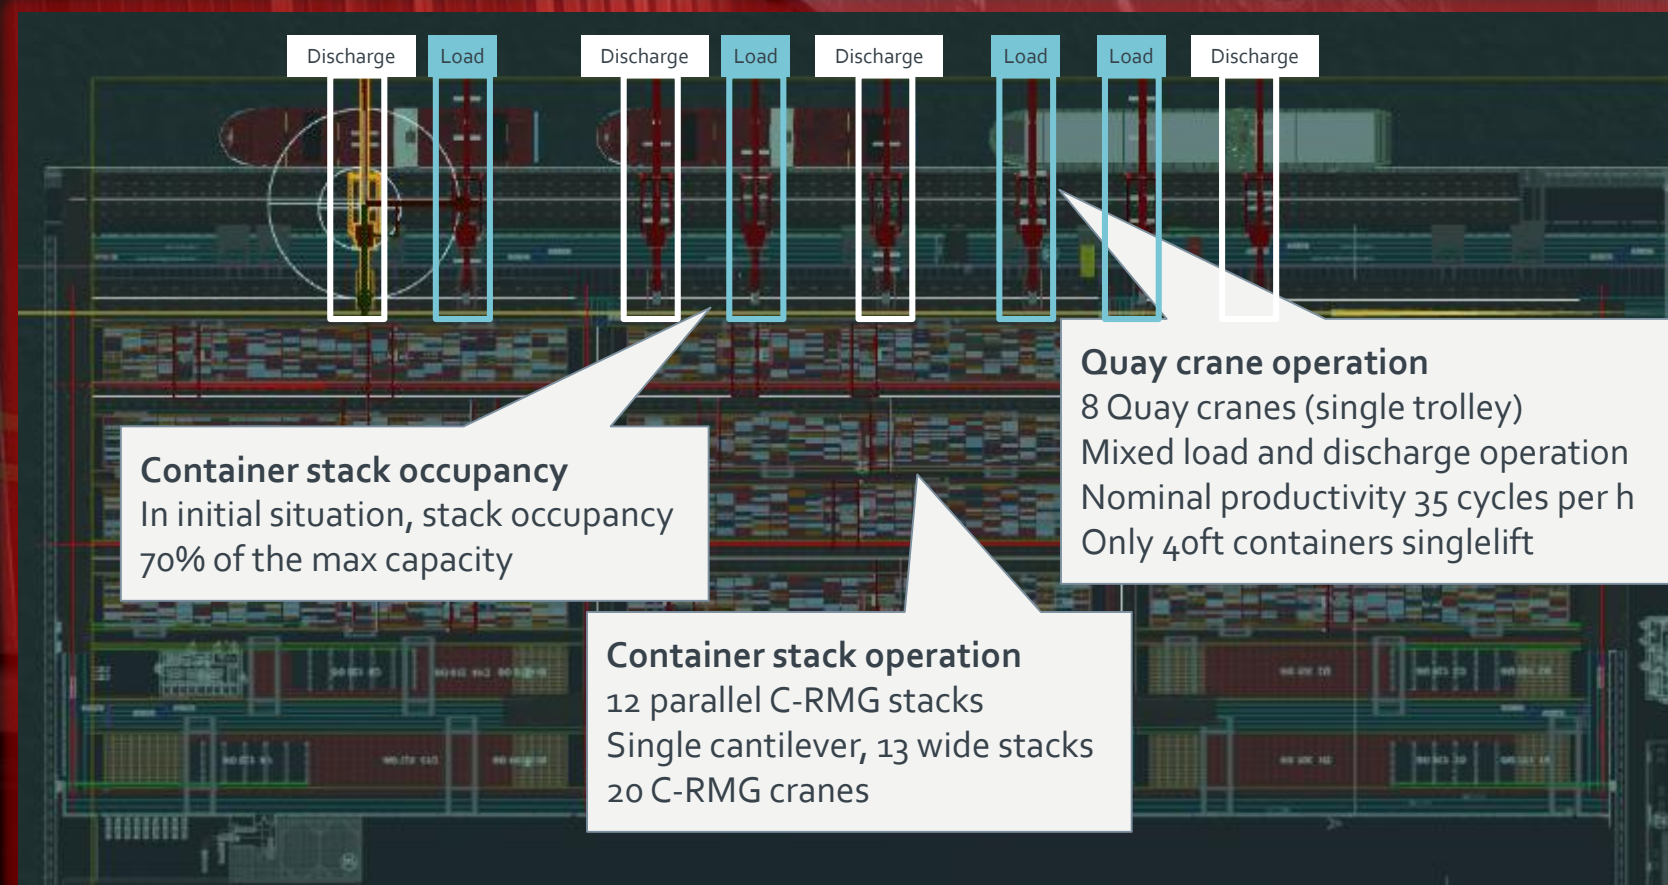 Discharge
Load
Discharge
Load
Discharge
Load
Load
Discharge
Quay crane operation
8 Quay cranes (single trolley)
Mixed load and discharge operation
Nominal productivity 35 cycles per h
Only 40ft containers singlelift
Container stack occupancy
In initial situation, stack occupancy
70% of the max capacity
Container stack operation
12 parallel C-RMG stacks
Single cantilever, 13 wide stacks
20 C-RMG cranes